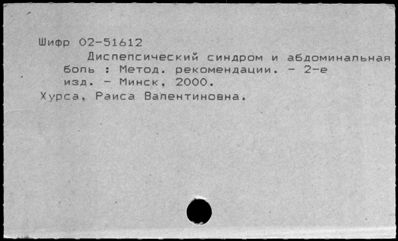 Шифр 02-51612
Диспепсический синдром и абдоминальная
боль : Метод. рекомендации. - 2-е
изд. - Минск, 2000.
Хурса, Раиса Валентиновна.